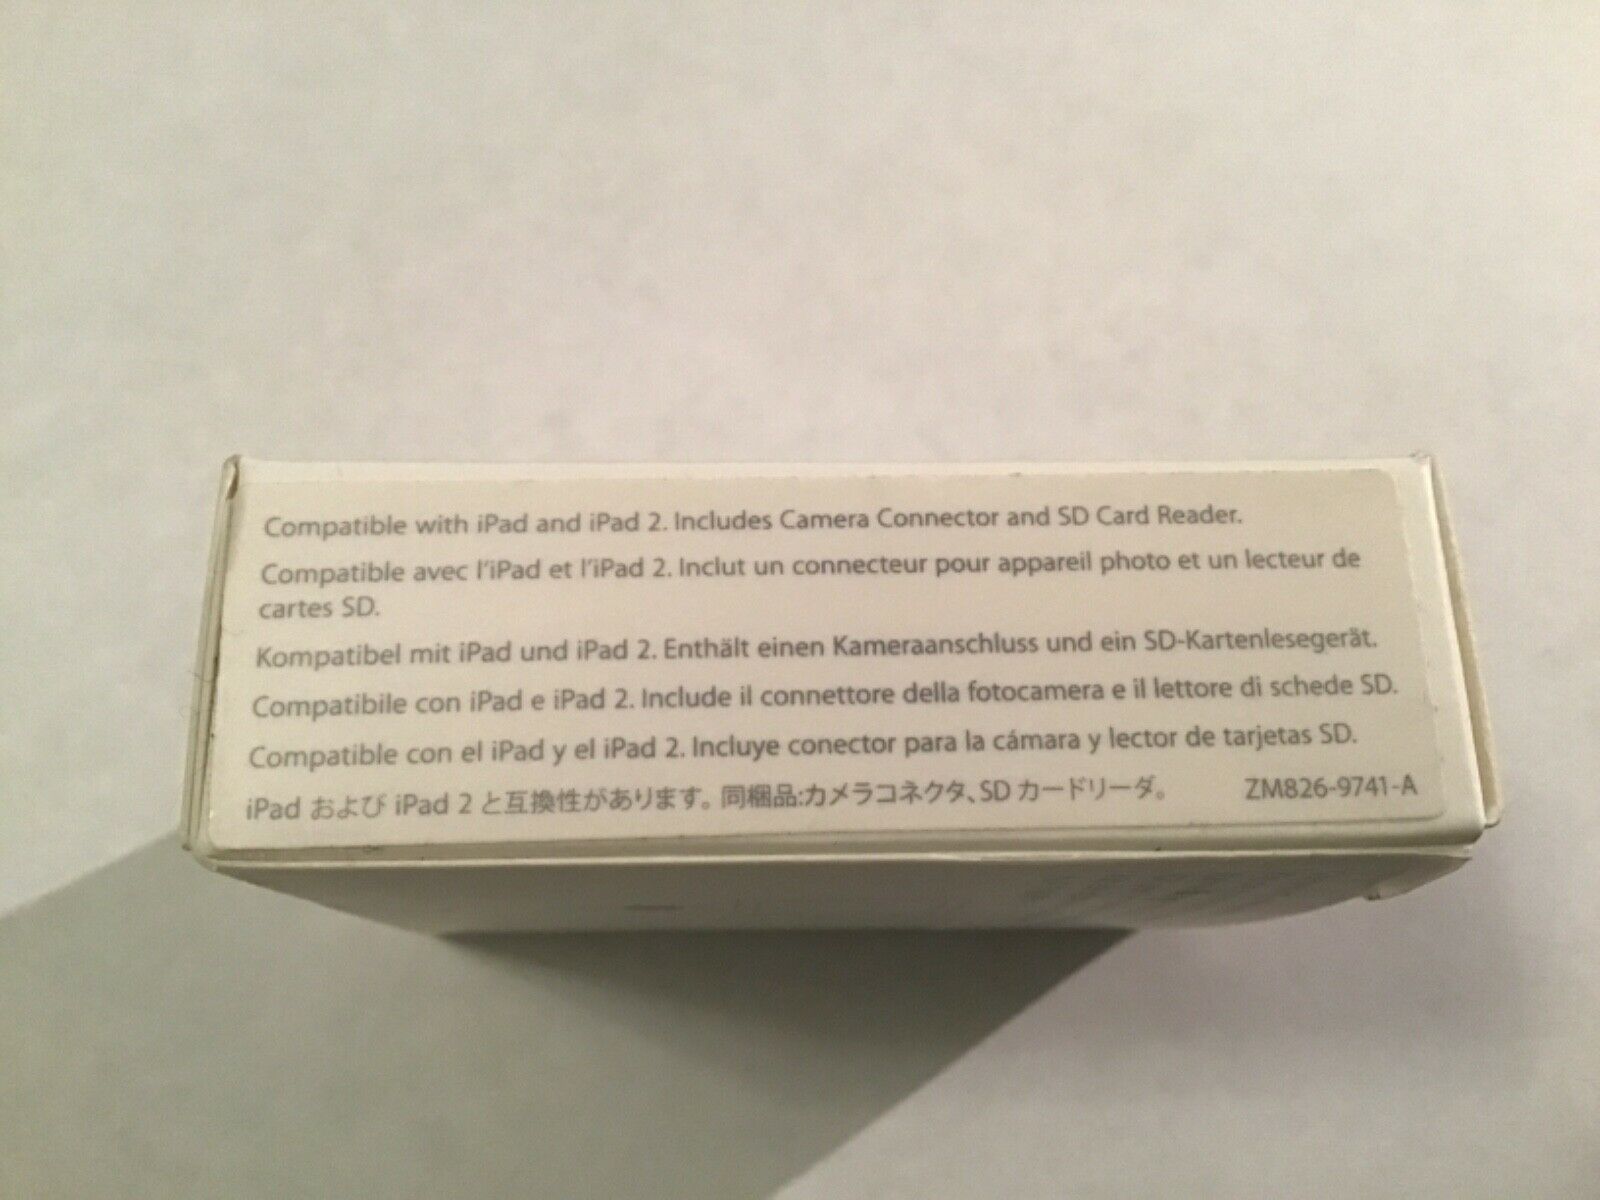 Compatible with iPad and iPad 2. Includes Camera Connector and SD Card Reader.
Compatible avec l'iPad et l'iPad 2. Inclut un connecteur pour appareil photo et un lecteur de
cartes SD.
Kompatibel mit iPad und iPad 2. Enthält einen Kameraanschluss und ein SD-Kartenlesegerät.
Compatibile con iPad e iPad 2. Include il connettore della fotocamera e il lettore di schede SD.
Compatible con el iPad y el iPad 2. Incluye conector para la cámara y lector de tarjetas SD.
iPad および iPad 2 と互換性があります。同梱品:カメラコネクタ、SD カードリーダ。 ZM826-9741-A